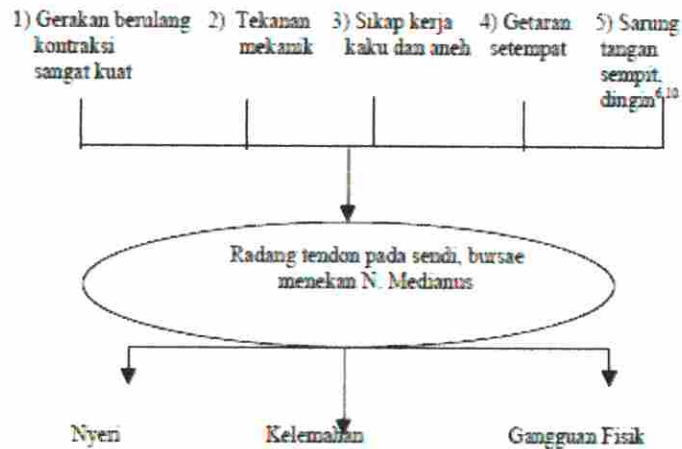 1) Gerakan berulang
kontraksi
sangat kuat
2) Tekanan
mekanik
3) Sikap kerja
kaku dan aneh
4) Getaran
setempat
5) Sarung
tangan
sempit,
dingin6,10
Radang tendon pada sendi, bursae
menekan N. Medianus
Nyeri
Kelemahan
Gangguan Fisik